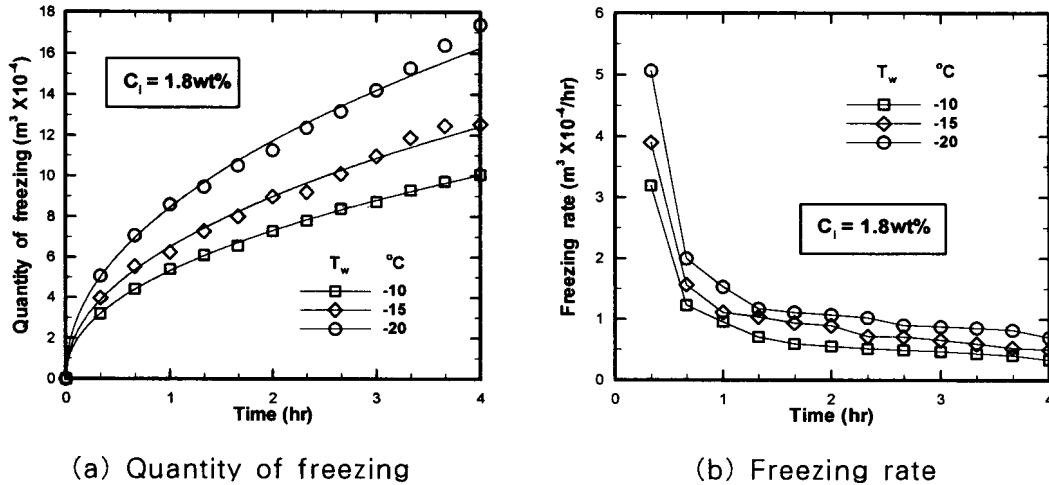 Quantity of freezing (m³ X10⁻⁴)
18
16
14
12
10
8
6
4
2
0
C_i = 1.8wt%
T_w °C
-10
-15
-20
0 1 2 3 4
Time (hr)
(a) Quantity of freezing
Freezing rate (m³ X10⁻⁴/hr)
6
5
4
3
2
1
0
T_w °C
-10
-15
-20
C_i = 1.8wt%
0 1 2 3 4
Time (hr)
(b) Freezing rate